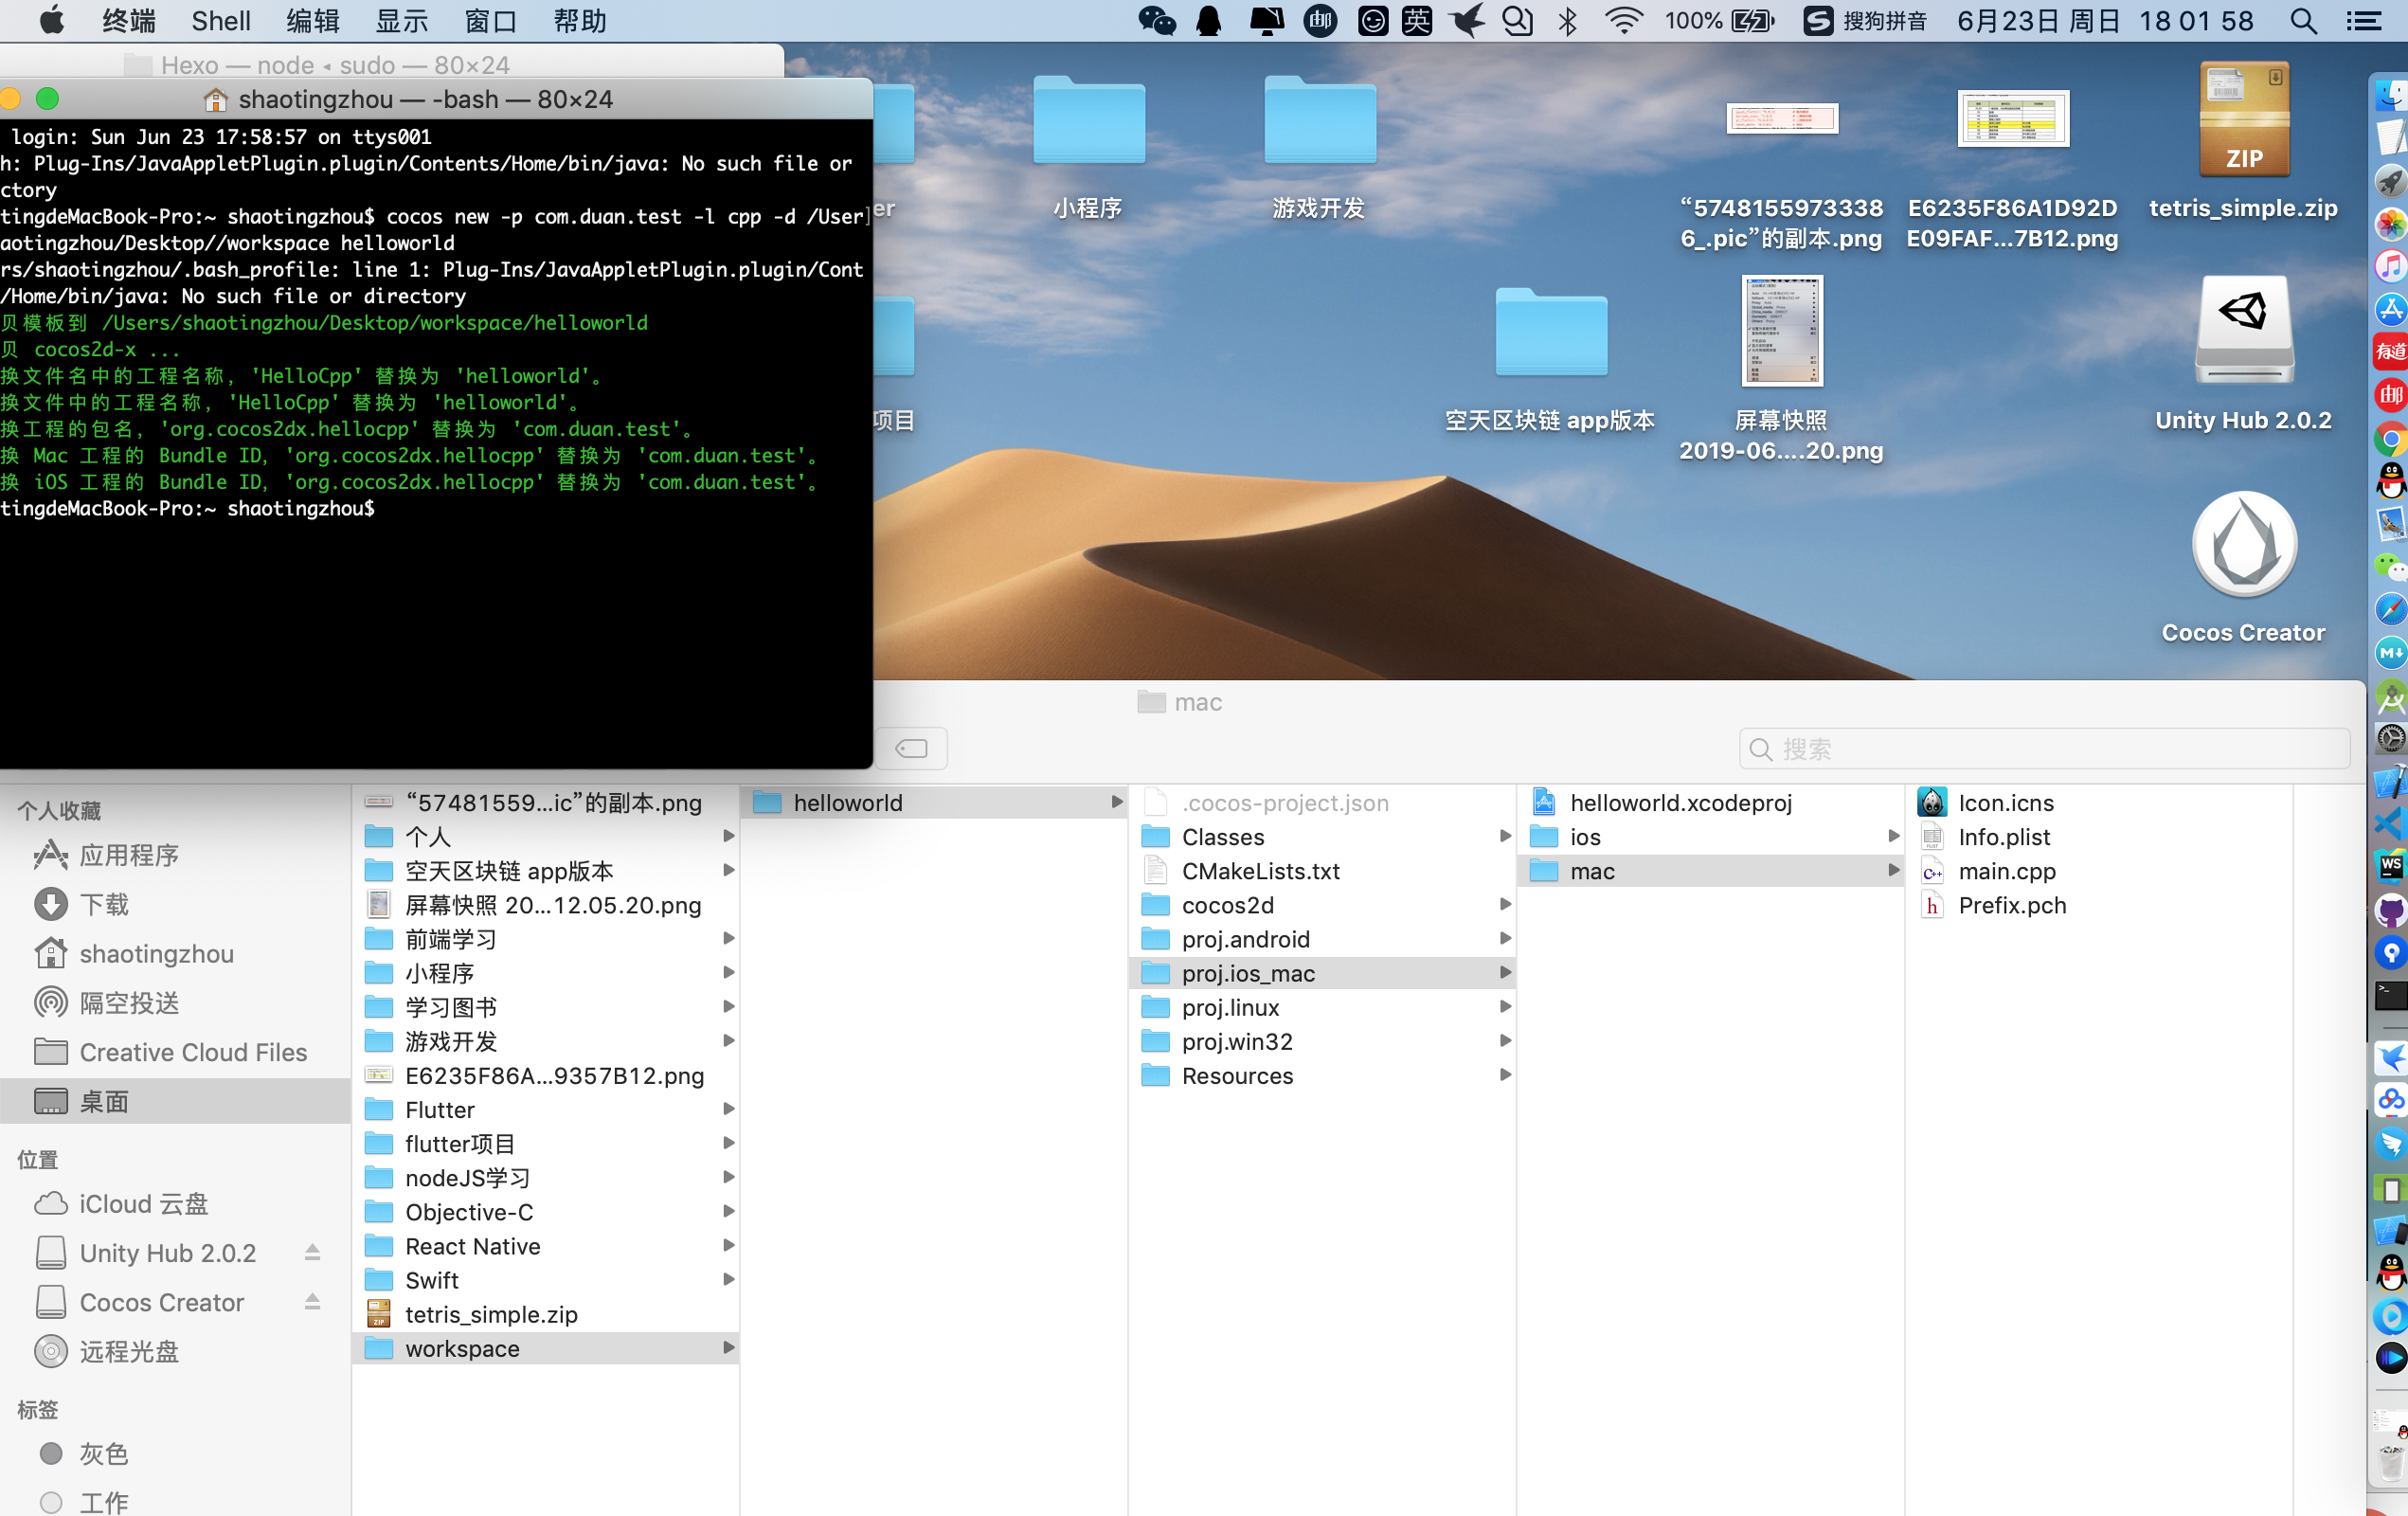 终端 Shell 编辑 显示 窗口 帮助
英 100% 搜狗拼音 6月23日 周日 18 01 58
Hexo — node ◂ sudo — 80×24
shaotingzhou — -bash — 80×24
login: Sun Jun 23 17:58:57 on ttys001
h: Plug-Ins/JavaAppletPlugin.plugin/Contents/Home/bin/java: No such file or
ctory
tingdeMacBook-Pro:~ shaotingzhou$ cocos new -p com.duan.test -l cpp -d /User
aotingzhou/Desktop//workspace helloworld
rs/shaotingzhou/.bash_profile: line 1: Plug-Ins/JavaAppletPlugin.plugin/Cont
/Home/bin/java: No such file or directory
贝模板到 /Users/shaotingzhou/Desktop/workspace/helloworld
贝 cocos2d-x ...
换文件名中的工程名称，'HelloCpp' 替换为 'helloworld'。
换文件中的工程名称，'HelloCpp' 替换为 'helloworld'。
换工程的包名，'org.cocos2dx.hellocpp' 替换为 'com.duan.test'。
换 Mac 工程的 Bundle ID，'org.cocos2dx.hellocpp' 替换为 'com.duan.test'。
换 iOS 工程的 Bundle ID，'org.cocos2dx.hellocpp' 替换为 'com.duan.test'。
tingdeMacBook-Pro:~ shaotingzhou$
er
小程序
游戏开发
“5748155973338
6_.pic”的副本.png
E6235F86A1D92D
E09FAF...7B12.png
ZIP
tetris_simple.zip
项目
空天区块链 app版本
屏幕快照
2019-06....20.png
Unity Hub 2.0.2
Cocos Creator
有道
邮
M↓
WS
mac
搜索
个人收藏
应用程序
下载
shaotingzhou
隔空投送
Creative Cloud Files
桌面
位置
iCloud 云盘
Unity Hub 2.0.2
Cocos Creator
远程光盘
标签
灰色
工作
“57481559...ic”的副本.png
个人
空天区块链 app版本
屏幕快照 20...12.05.20.png
前端学习
小程序
学习图书
游戏开发
E6235F86A...9357B12.png
Flutter
flutter项目
nodeJS学习
Objective-C
React Native
Swift
tetris_simple.zip
workspace
helloworld
.cocos-project.json
Classes
CMakeLists.txt
cocos2d
proj.android
proj.ios_mac
proj.linux
proj.win32
Resources
helloworld.xcodeproj
ios
mac
Icon.icns
Info.plist
main.cpp
Prefix.pch